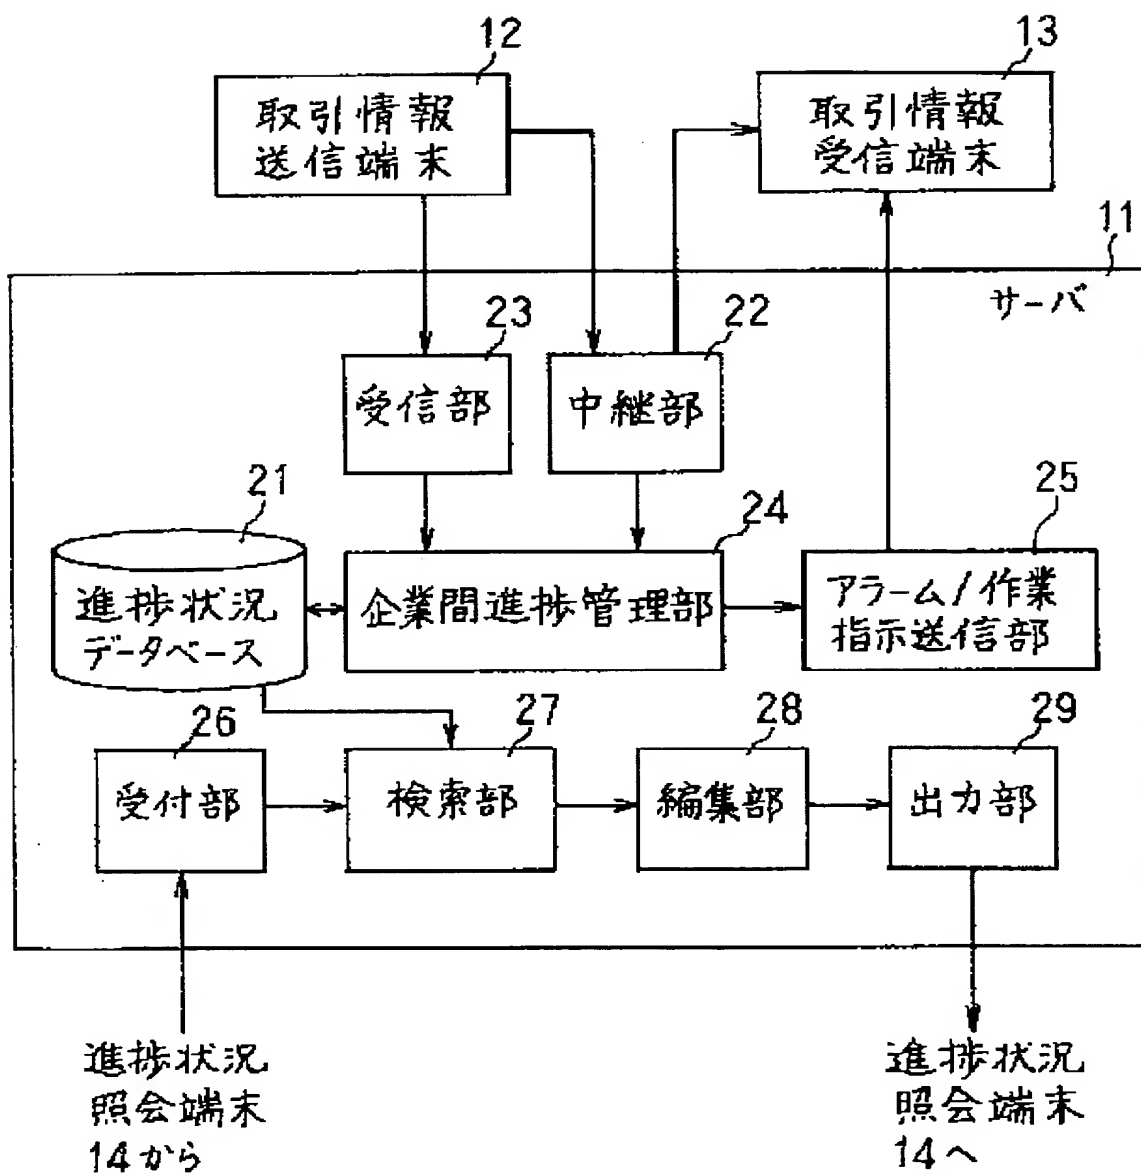 12
取引情報
送信端末
13
取引情報
受信端末
11
サーバ
23
受信部
22
中継部
21
進捗状況
データベース
24
企業間進捗管理部
25
アラーム/作業
指示送信部
26
受付部
27
検索部
28
編集部
29
出力部
進捗状況
照会端末
14から
進捗状況
照会端末
14へ